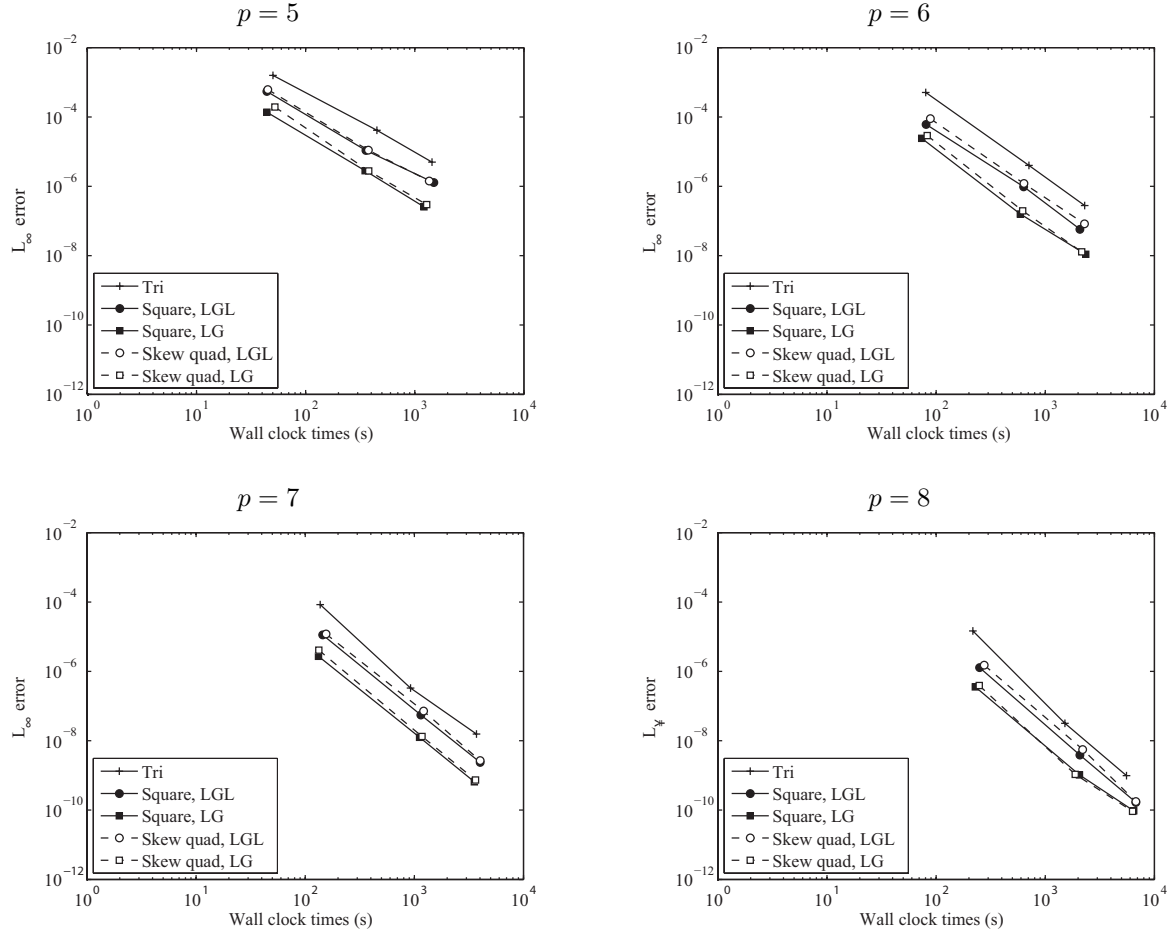 p = 5
10^-2
10^-4
10^-6
10^-8
10^-10
10^-12
L∞ error
Tri
Square, LGL
Square, LG
Skew quad, LGL
Skew quad, LG
10^0 10^1 10^2 10^3 10^4
Wall clock times (s)
p = 6
10^-2
10^-4
10^-6
10^-8
10^-10
10^-12
L∞ error
Tri
Square, LGL
Square, LG
Skew quad, LGL
Skew quad, LG
10^0 10^1 10^2 10^3 10^4
Wall clock times (s)
p = 7
10^-2
10^-4
10^-6
10^-8
10^-10
10^-12
L∞ error
Tri
Square, LGL
Square, LG
Skew quad, LGL
Skew quad, LG
10^0 10^1 10^2 10^3 10^4
Wall clock times (s)
p = 8
10^-2
10^-4
10^-6
10^-8
10^-10
10^-12
L¥ error
Tri
Square, LGL
Square, LG
Skew quad, LGL
Skew quad, LG
10^0 10^1 10^2 10^3 10^4
Wall clock times (s)